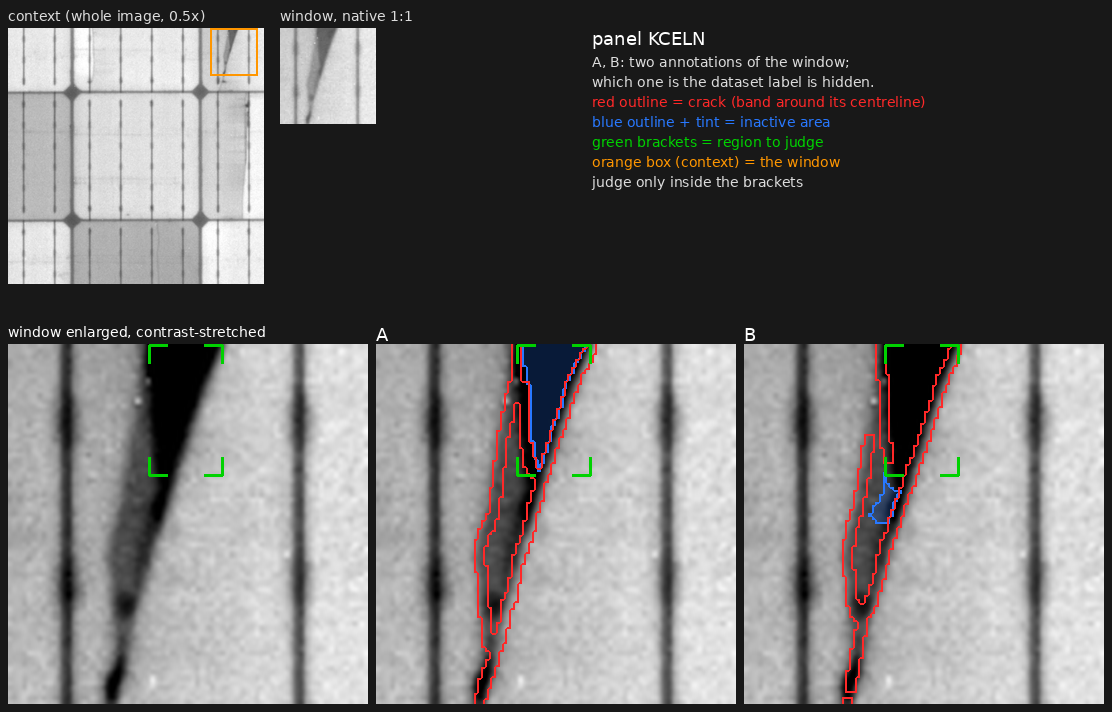 context (whole image, 0.5x)
window, native 1:1
panel KCELN
A, B: two annotations of the window;
which one is the dataset label is hidden.
red outline = crack (band around its centreline)
blue outline + tint = inactive area
green brackets = region to judge
orange box (context) = the window
judge only inside the brackets
window enlarged, contrast-stretched
A
B